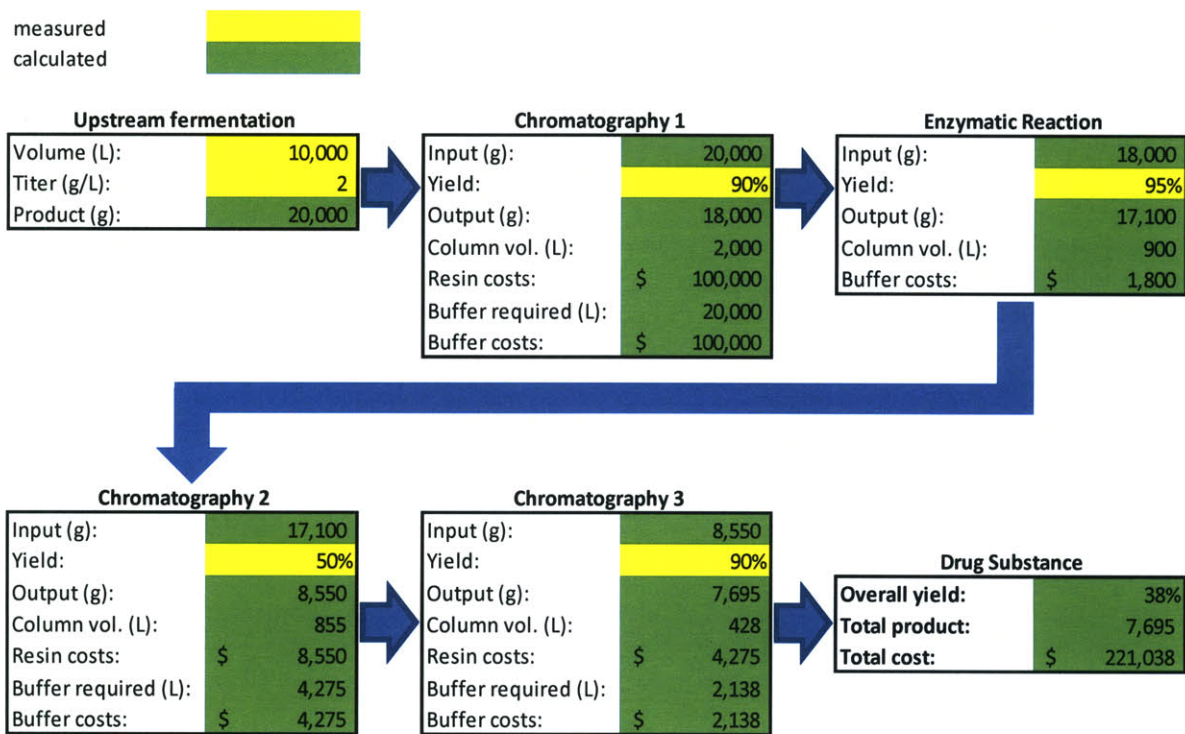 measured
calculated
Upstream fermentation
Volume (L): 10,000
Titer (g/L): 2
Product (g): 20,000
Chromatography 1
Input (g): 20,000
Yield: 90%
Output (g): 18,000
Column vol. (L): 2,000
Resin costs: $ 100,000
Buffer required (L): 20,000
Buffer costs: $ 100,000
Enzymatic Reaction
Input (g): 18,000
Yield: 95%
Output (g): 17,100
Column vol. (L): 900
Buffer costs: $ 1,800
Chromatography 2
Input (g): 17,100
Yield: 50%
Output (g): 8,550
Column vol. (L): 855
Resin costs: $ 8,550
Buffer required (L): 4,275
Buffer costs: $ 4,275
Chromatography 3
Input (g): 8,550
Yield: 90%
Output (g): 7,695
Column vol. (L): 428
Resin costs: $ 4,275
Buffer required (L): 2,138
Buffer costs: $ 2,138
Drug Substance
Overall yield: 38%
Total product: 7,695
Total cost: $ 221,038